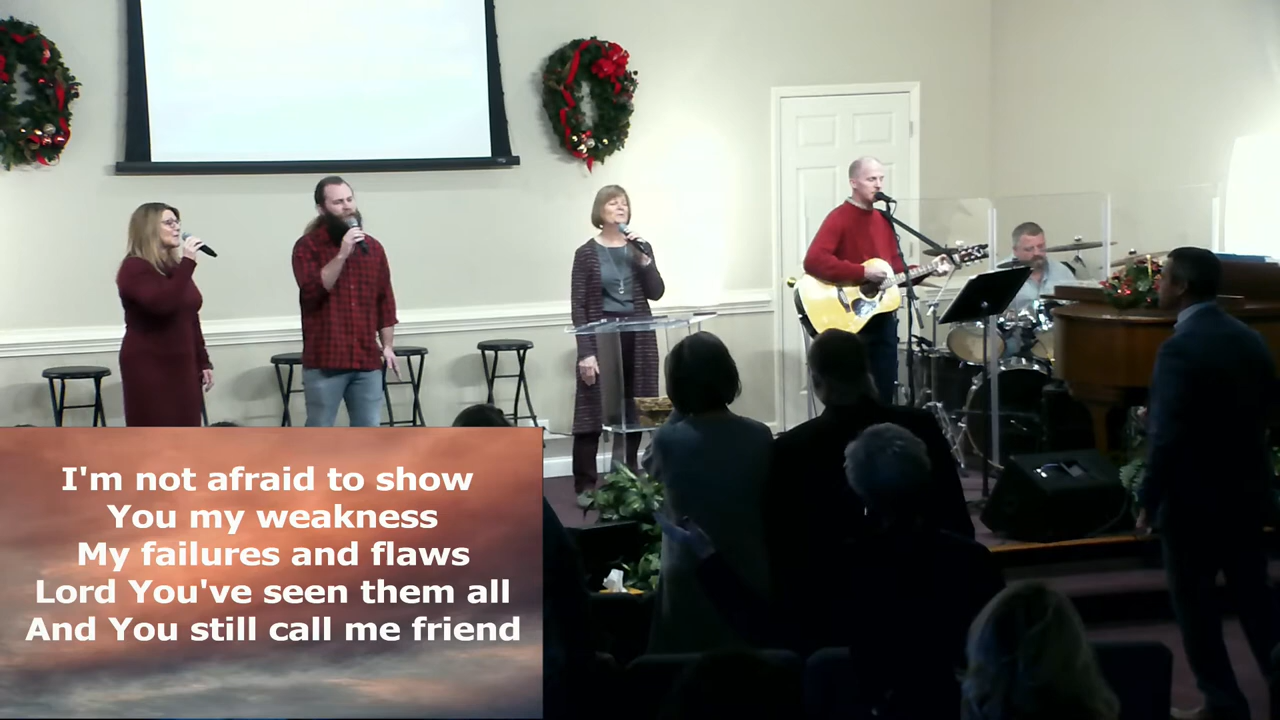 I'm not afraid to show
You my weakness
My failures and flaws
Lord You've seen them all
And You still call me friend